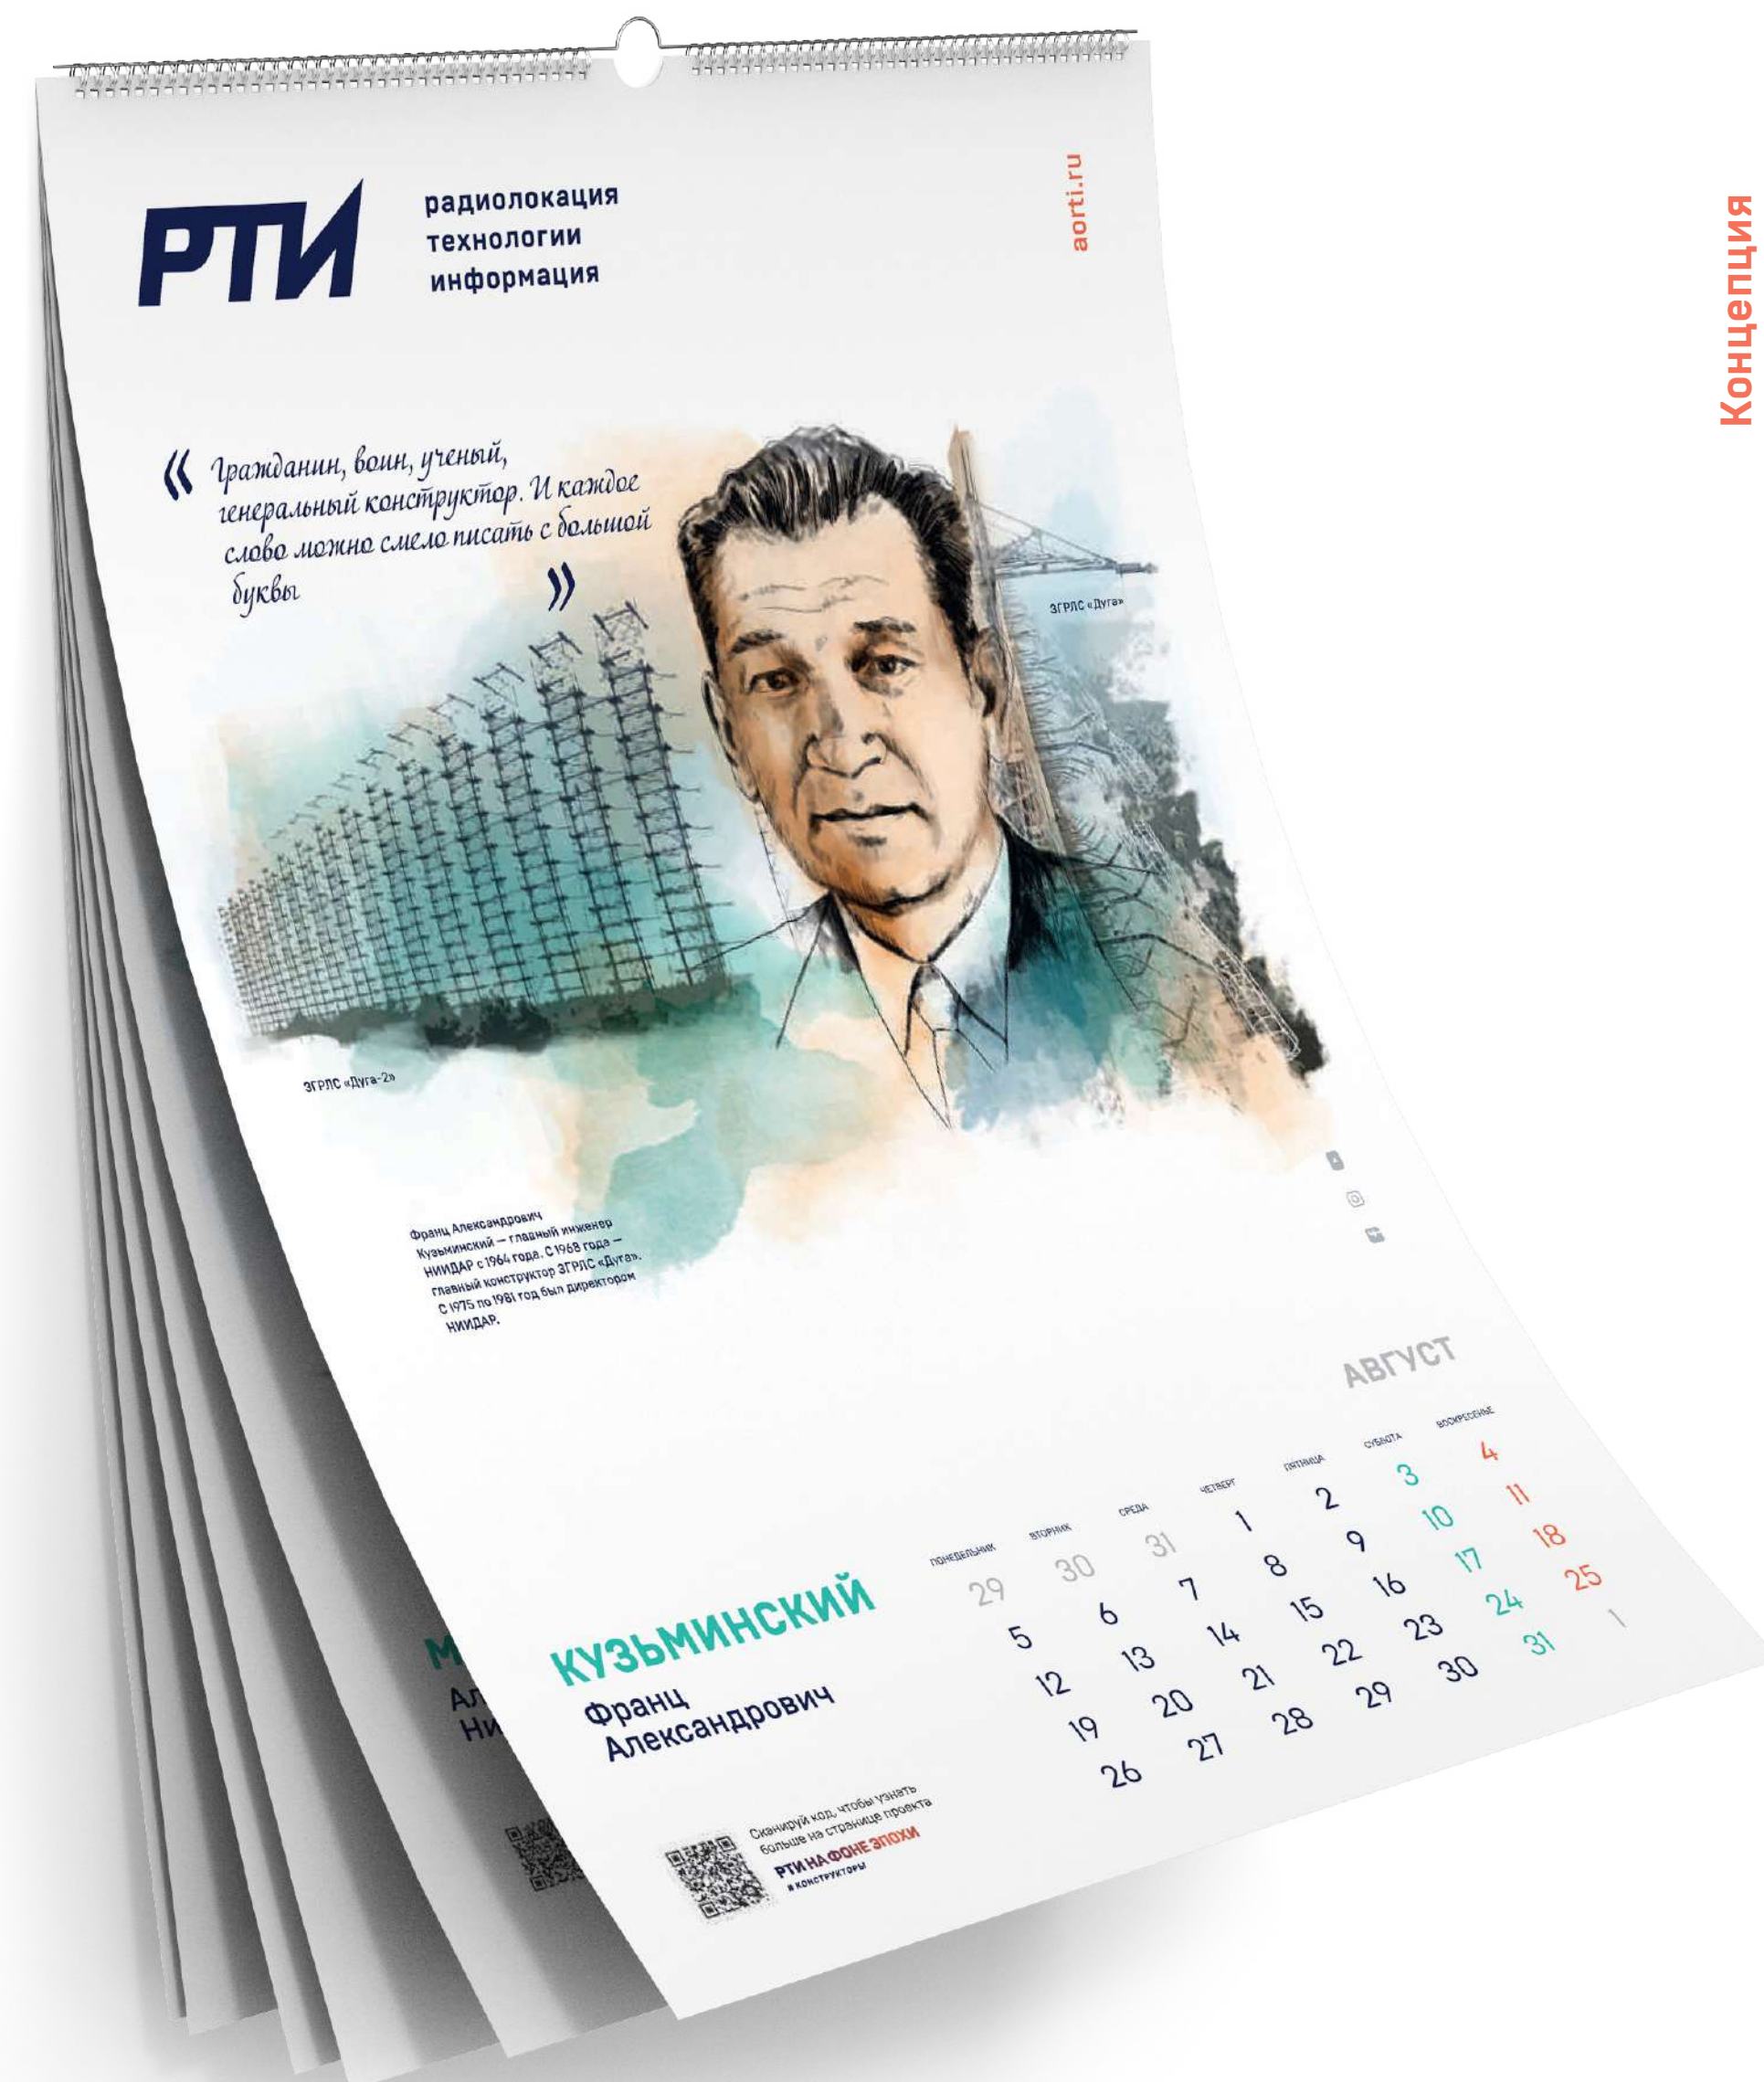 РТИ
радиолокация
технологии
информация
aorti.ru
Концепция
« Гражданин, воин, ученый,
генеральный конструктор. И каждое
слово можно смело писать с большой
буквы »
ЗГРЛС «Дуга»
ЗГРЛС «Дуга-2»
Франц Александрович
Кузьминский — главный инженер
НИИДАР с 1964 года. С 1968 года —
главный конструктор ЗГРЛС «Дуга».
С 1975 по 1981 год был директором
НИИДАР.
АВГУСТ
ПОНЕДЕЛЬНИК ВТОРНИК СРЕДА ЧЕТВЕРГ ПЯТНИЦА СУББОТА ВОСКРЕСЕНЬЕ
29 30 31 1 2 3 4
5 6 7 8 9 10 11
12 13 14 15 16 17 18
19 20 21 22 23 24 25
26 27 28 29 30 31 1
КУЗЬМИНСКИЙ
Франц
Александрович
Сканируй код, чтобы узнать
больше на странице проекта
РТИ НА ФОНЕ ЭПОХИ
и КОНСТРУКТОРЫ